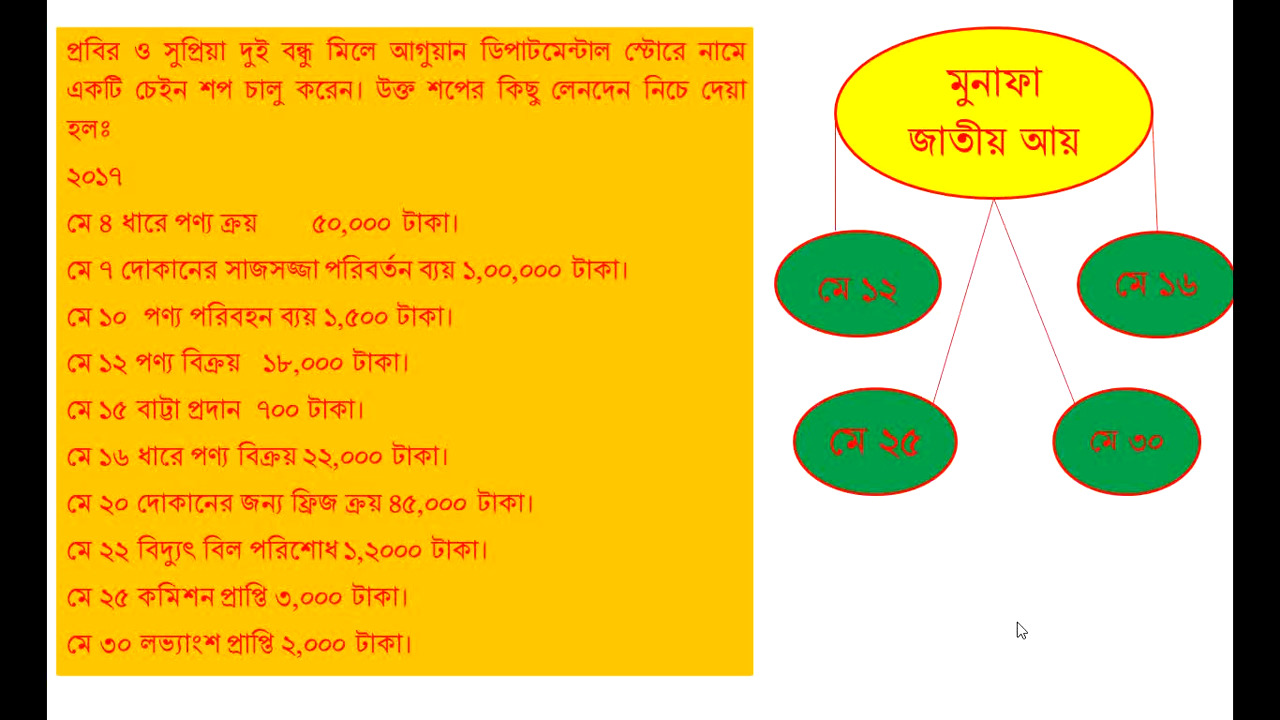 প্রবির ও সুপ্রিয়া দুই বন্ধু মিলে আগুয়ান ডিপাটমেন্টাল স্টোরে নামে
একটি চেইন শপ চালু করেন। উক্ত শপের কিছু লেনদেন নিচে দেয়া
হলঃ
২০১৭
মে ৪ ধারে পণ্য ক্রয় ৫০,০০০ টাকা।
মে ৭ দোকানের সাজসজ্জা পরিবর্তন ব্যয় ১,০০,০০০ টাকা।
মে ১০ পণ্য পরিবহন ব্যয় ১,৫০০ টাকা।
মে ১২ পণ্য বিক্রয় ১৮,০০০ টাকা।
মে ১৫ বাট্টা প্রদান ৭০০ টাকা।
মে ১৬ ধারে পণ্য বিক্রয় ২২,০০০ টাকা।
মে ২০ দোকানের জন্য ফ্রিজ ক্রয় ৪৫,০০০ টাকা।
মে ২২ বিদ্যুৎ বিল পরিশোধ ১,২০০০ টাকা।
মে ২৫ কমিশন প্রাপ্তি ৩,০০০ টাকা।
মে ৩০ লভ্যাংশ প্রাপ্তি ২,০০০ টাকা।
মুনাফা
জাতীয় আয়
মে ১২
মে ১৬
মে ২৫
মে ৩০